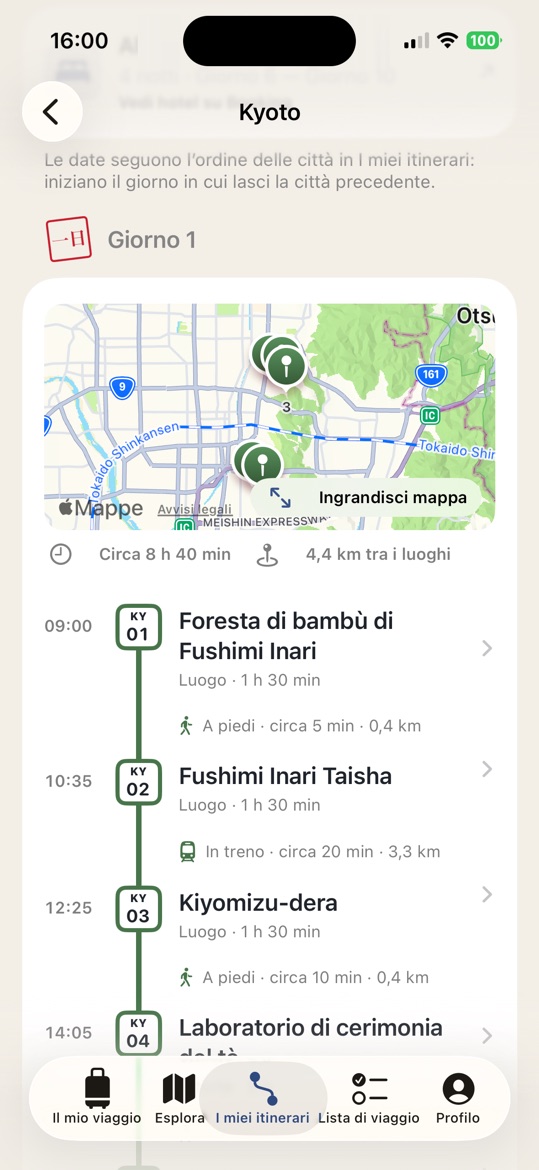 16:00
100
Kyoto
Le date seguono l'ordine delle città in I miei itinerari:
iniziano il giorno in cui lasci la città precedente.
一日
Giorno 1
Ots
9
161
IC
3
Tokaido Shinkansen
Tokaido Shin
Mappe
Avvisi legali
Ingrandisci mappa
IC
MEISHIN EXPRESSW
Circa 8 h 40 min
4,4 km tra i luoghi
09:00
KY
01
Foresta di bambù di
Fushimi Inari
Luogo · 1 h 30 min
A piedi · circa 5 min · 0,4 km
10:35
KY
02
Fushimi Inari Taisha
Luogo · 1 h 30 min
In treno · circa 20 min · 3,3 km
12:25
KY
03
Kiyomizu-dera
Luogo · 1 h 30 min
A piedi · circa 10 min · 0,4 km
14:05
KY
04
Laboratorio di cerimonia
del tè
Il mio viaggio
Esplora
I miei itinerari
Lista di viaggio
Profilo